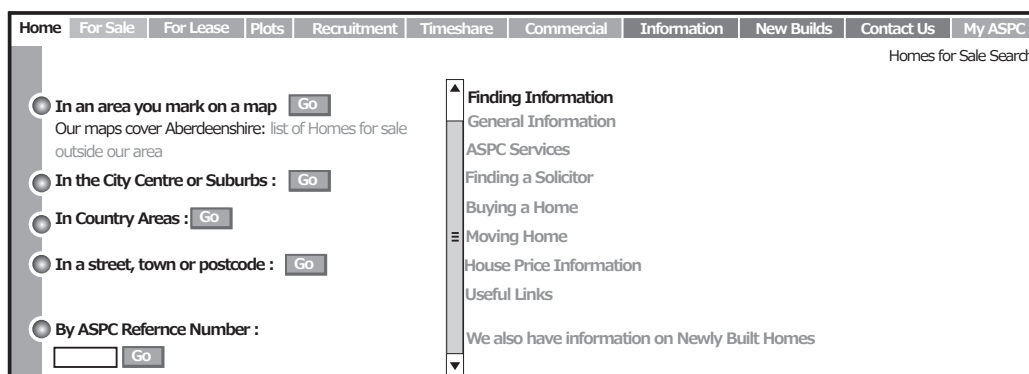 Home For Sale For Lease Plots Recruitment Timeshare Commercial Information New Builds Contact Us My ASPC
Homes for Sale Search
In an area you mark on a map Go
Our maps cover Aberdeenshire: list of Homes for sale
outside our area
In the City Centre or Suburbs : Go
In Country Areas : Go
In a street, town or postcode : Go
By ASPC Refernce Number :
Go
Finding Information
General Information
ASPC Services
Finding a Solicitor
Buying a Home
Moving Home
House Price Information
Useful Links
We also have information on Newly Built Homes